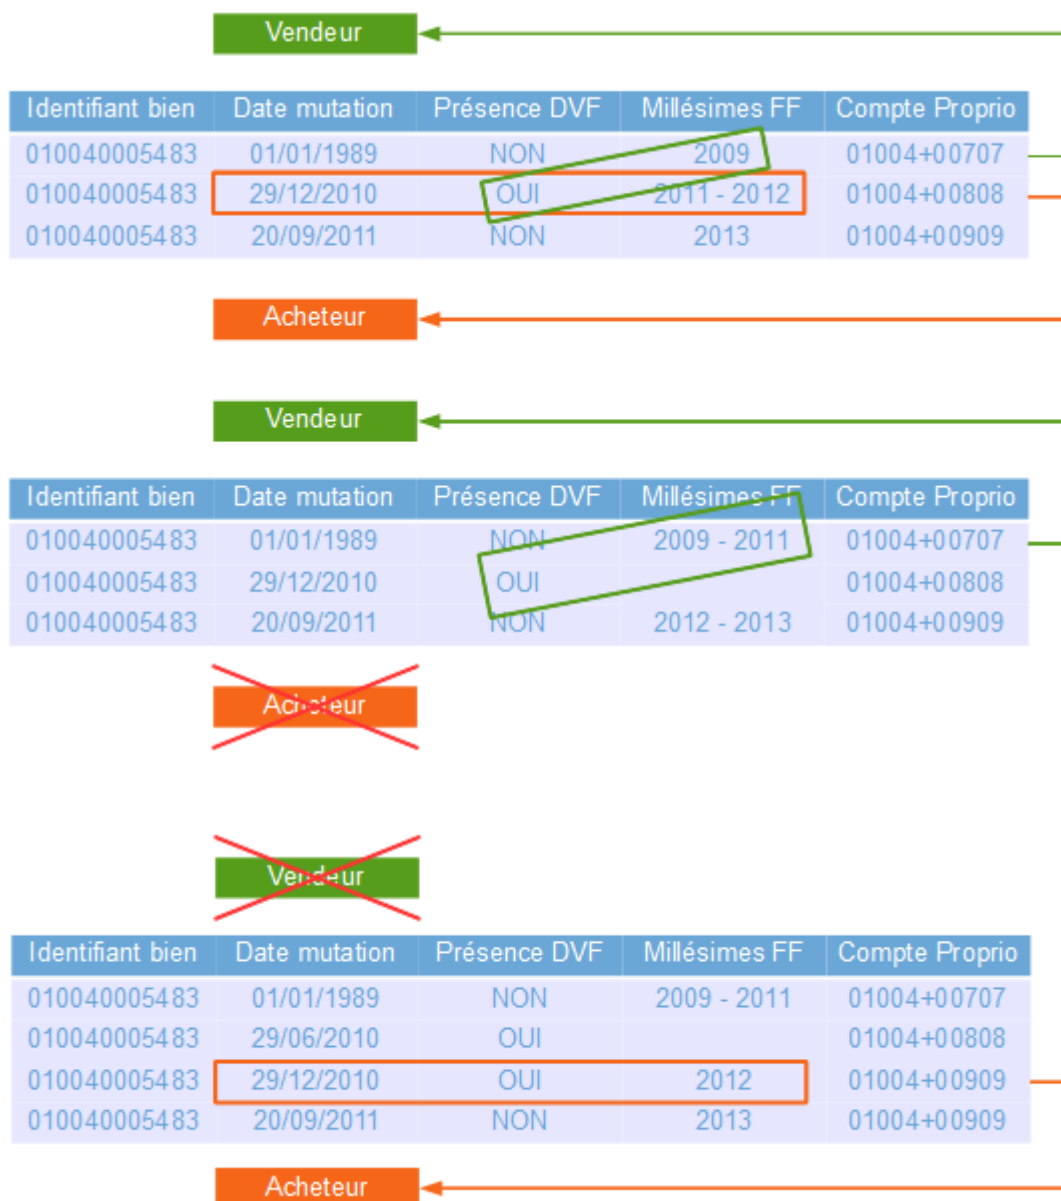 Vendeur
Identifiant bien Date mutation Présence DVF Millésimes FF Compte Proprio
010040005483 01/01/1989 NON 2009 01004+00707
010040005483 29/12/2010 OUI 2011 - 2012 01004+00808
010040005483 20/09/2011 NON 2013 01004+00909
Acheteur
Vendeur
Identifiant bien Date mutation Présence DVF Millésimes FF Compte Proprio
010040005483 01/01/1989 NON 2009 - 2011 01004+00707
010040005483 29/12/2010 OUI 01004+00808
010040005483 20/09/2011 NON 2012 - 2013 01004+00909
Acheteur
Vendeur
Identifiant bien Date mutation Présence DVF Millésimes FF Compte Proprio
010040005483 01/01/1989 NON 2009 - 2011 01004+00707
010040005483 29/06/2010 OUI 01004+00808
010040005483 29/12/2010 OUI 2012 01004+00909
010040005483 20/09/2011 NON 2013 01004+00909
Acheteur